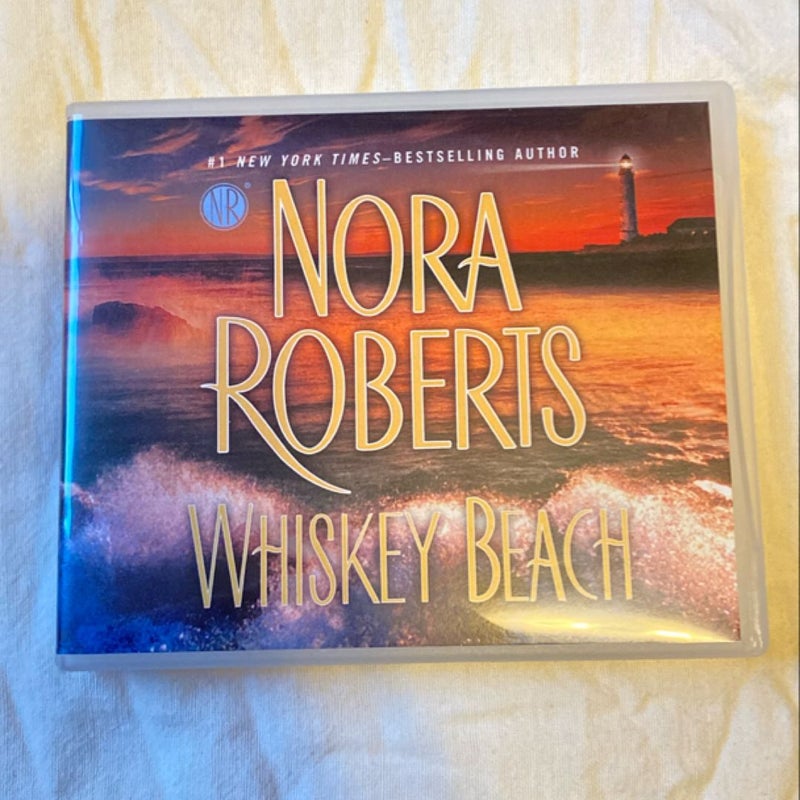 #1 NEW YORK TIMES–BESTSELLING AUTHOR
NR®
NORA
ROBERTS
WHISKEY BEACH